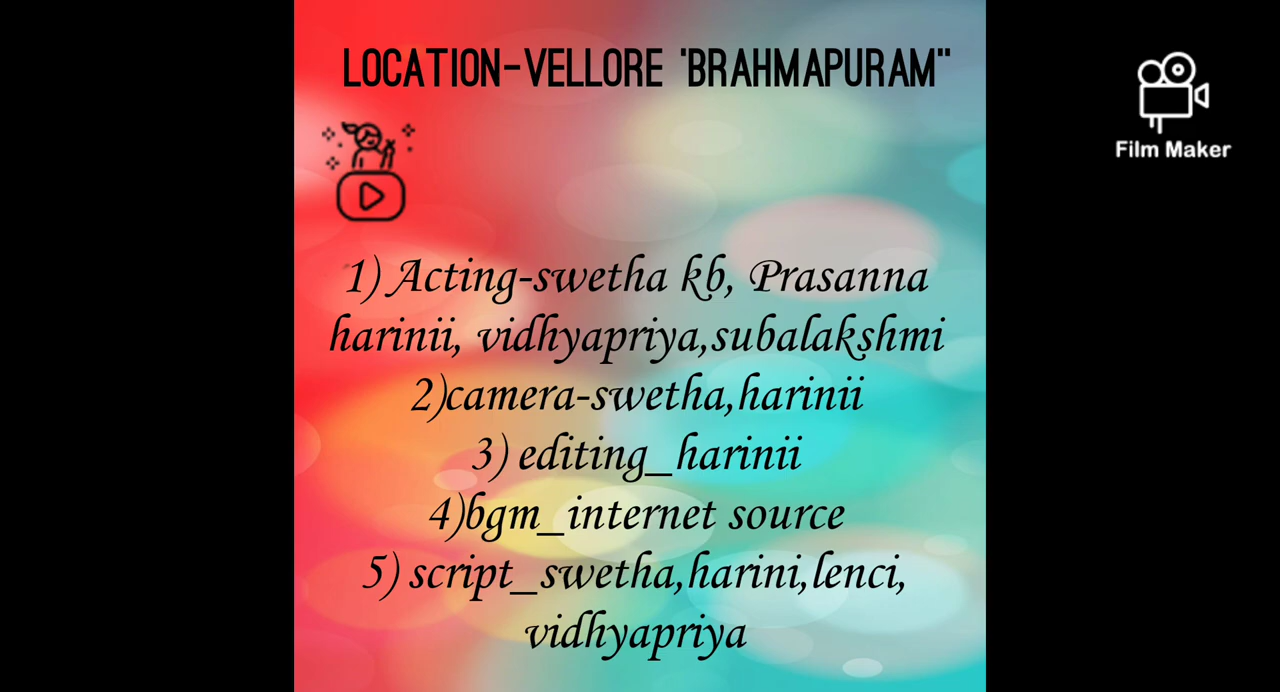 LOCATION-VELLORE 'BRAHMAPURAM"
Film Maker
1) Acting-swetha kb, Prasanna
harinii, vidhyapriya,subalakshmi
2)camera-swetha,harinii
3) editing_harinii
4)bgm_internet source
5) script_swetha,harini,lenci,
vidhyapriya